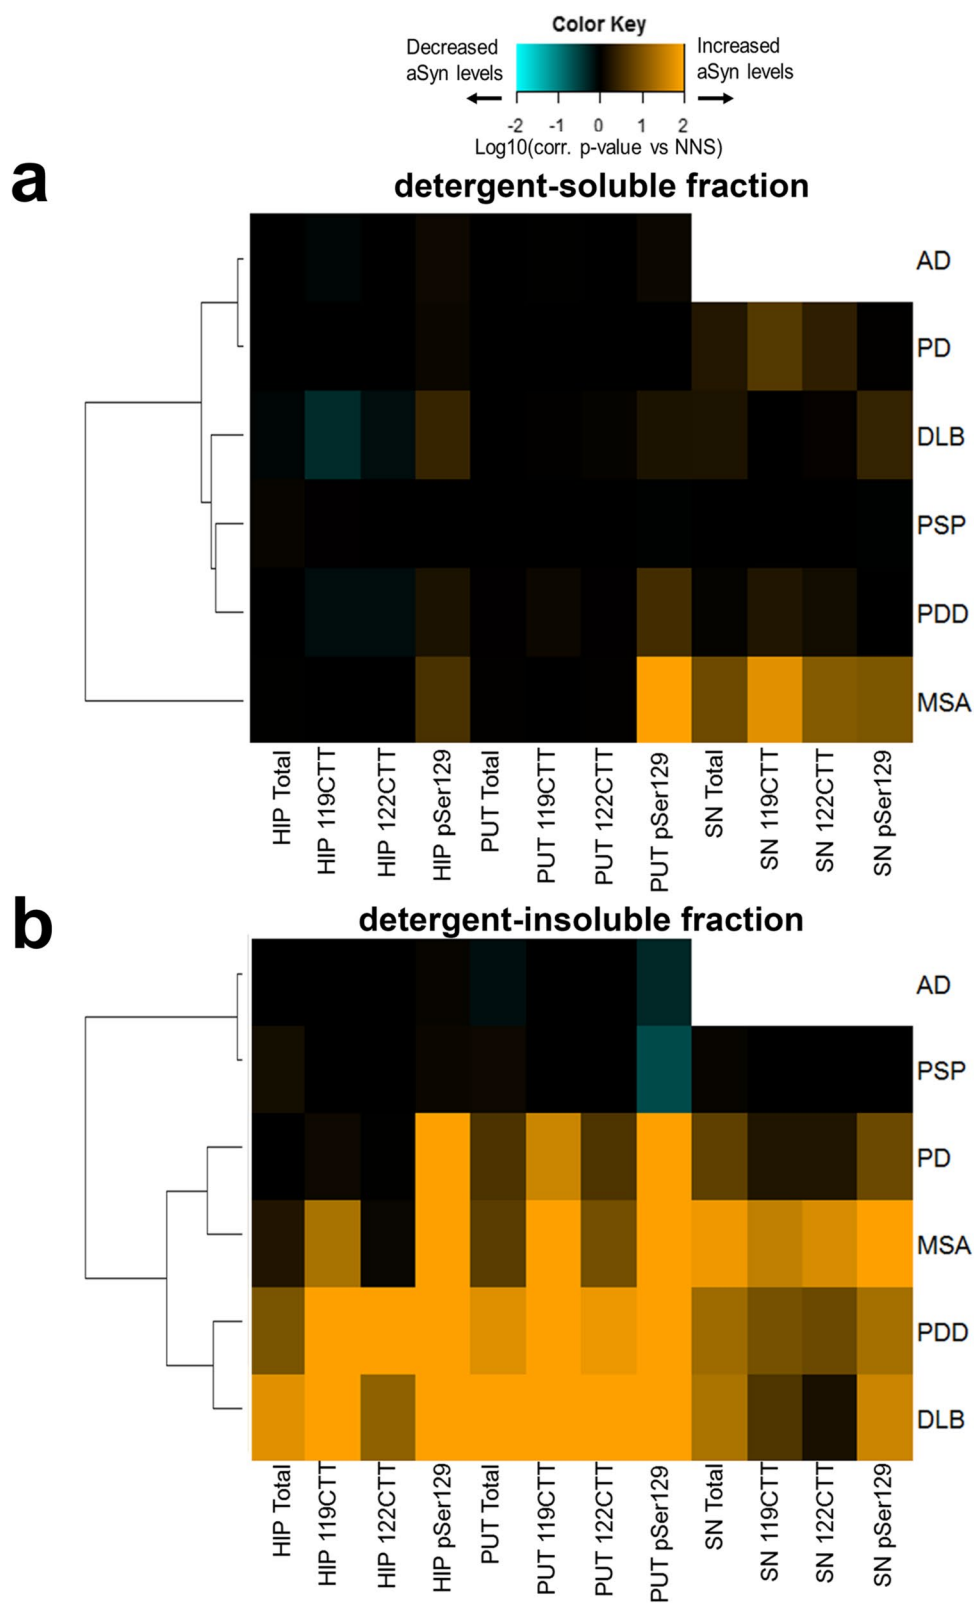 Color Key
Decreased
aSyn levels
Increased
aSyn levels
-2 -1 0 1 2
Log10(corr. p-value vs NNS)
a
detergent-soluble fraction
AD
PD
DLB
PSP
PDD
MSA
HIP Total
HIP 119CTT
HIP 122CTT
HIP pSer129
PUT Total
PUT 119CTT
PUT 122CTT
PUT pSer129
SN Total
SN 119CTT
SN 122CTT
SN pSer129
b
detergent-insoluble fraction
AD
PSP
PD
MSA
PDD
DLB
HIP Total
HIP 119CTT
HIP 122CTT
HIP pSer129
PUT Total
PUT 119CTT
PUT 122CTT
PUT pSer129
SN Total
SN 119CTT
SN 122CTT
SN pSer129